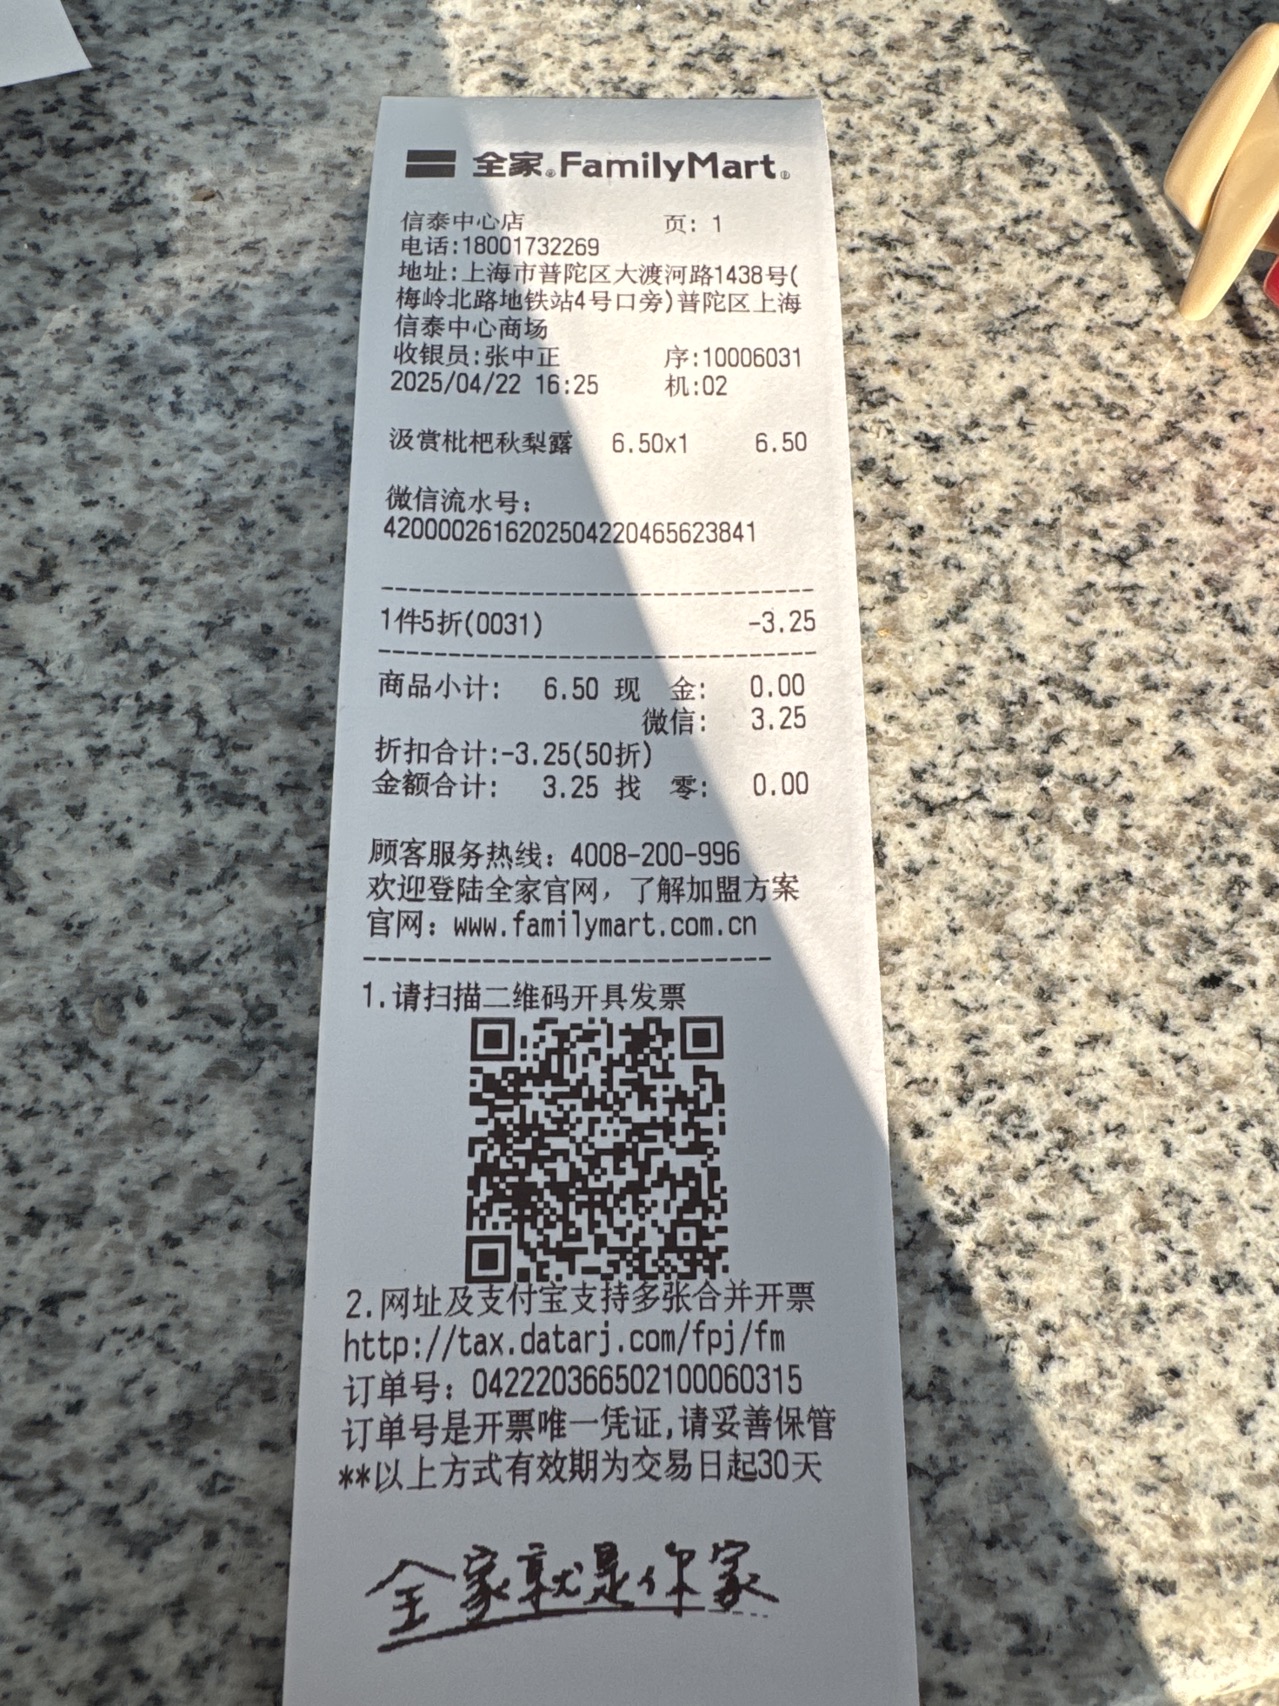 全家®FamilyMart®
信泰中心店 页: 1
电话:18001732269
地址:上海市普陀区大渡河路1438号(
梅岭北路地铁站4号口旁)普陀区上海
信泰中心商场
收银员:张中正 序:10006031
2025/04/22 16:25 机:02
汲赏枇杷秋梨露 6.50x1 6.50
微信流水号:
4200002616202504220465623841
1件5折(0031) -3.25
商品小计: 6.50 现 金: 0.00
微信: 3.25
折扣合计:-3.25(50折)
金额合计: 3.25 找 零: 0.00
顾客服务热线: 4008-200-996
欢迎登陆全家官网, 了解加盟方案
官网: www.familymart.com.cn
1.请扫描二维码开具发票
2.网址及支付宝支持多张合并开票
http://tax.datarj.com/fpj/fm
订单号: 042220366502100060315
订单号是开票唯一凭证,请妥善保管
**以上方式有效期为交易日起30天
全家就是你家